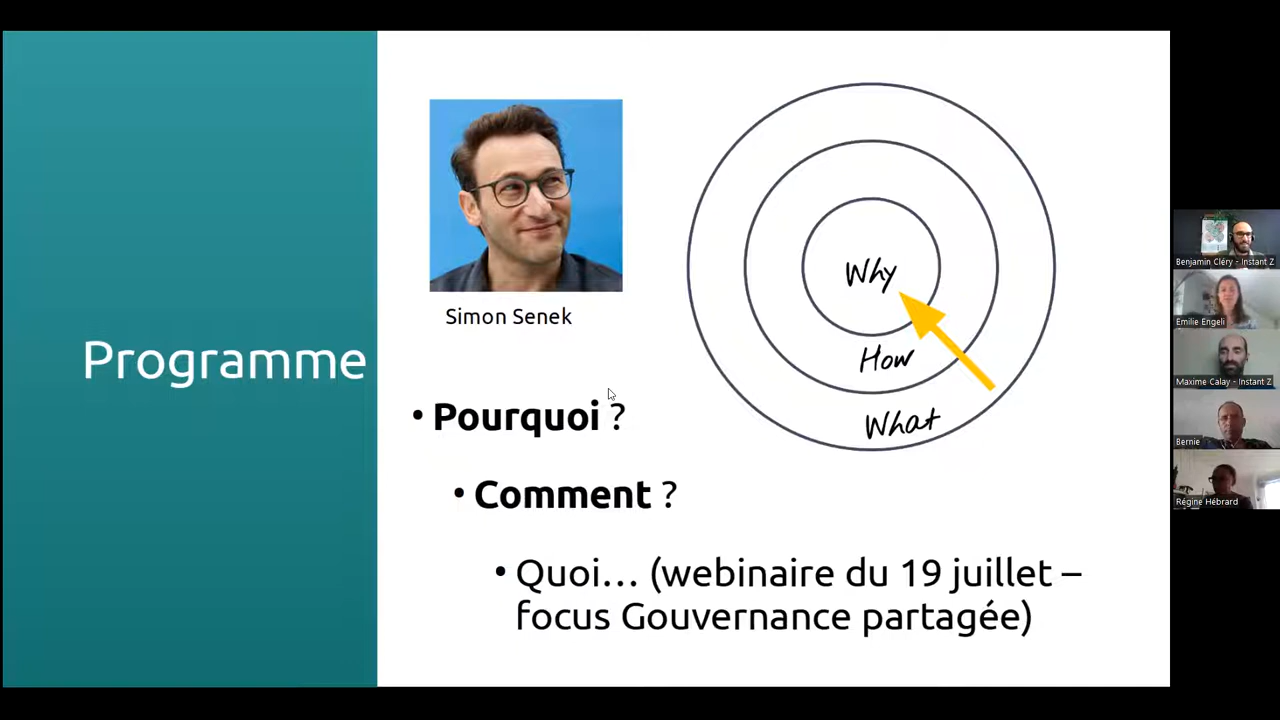 Programme
Simon Senek
Why
How
What
• Pourquoi ?
• Comment ?
• Quoi… (webinaire du 19 juillet –
focus Gouvernance partagée)
Benjamin Cléry - Instant Z
Emilie Engeli
Maxime Calay - Instant Z
Bernie
Régine Hébrard